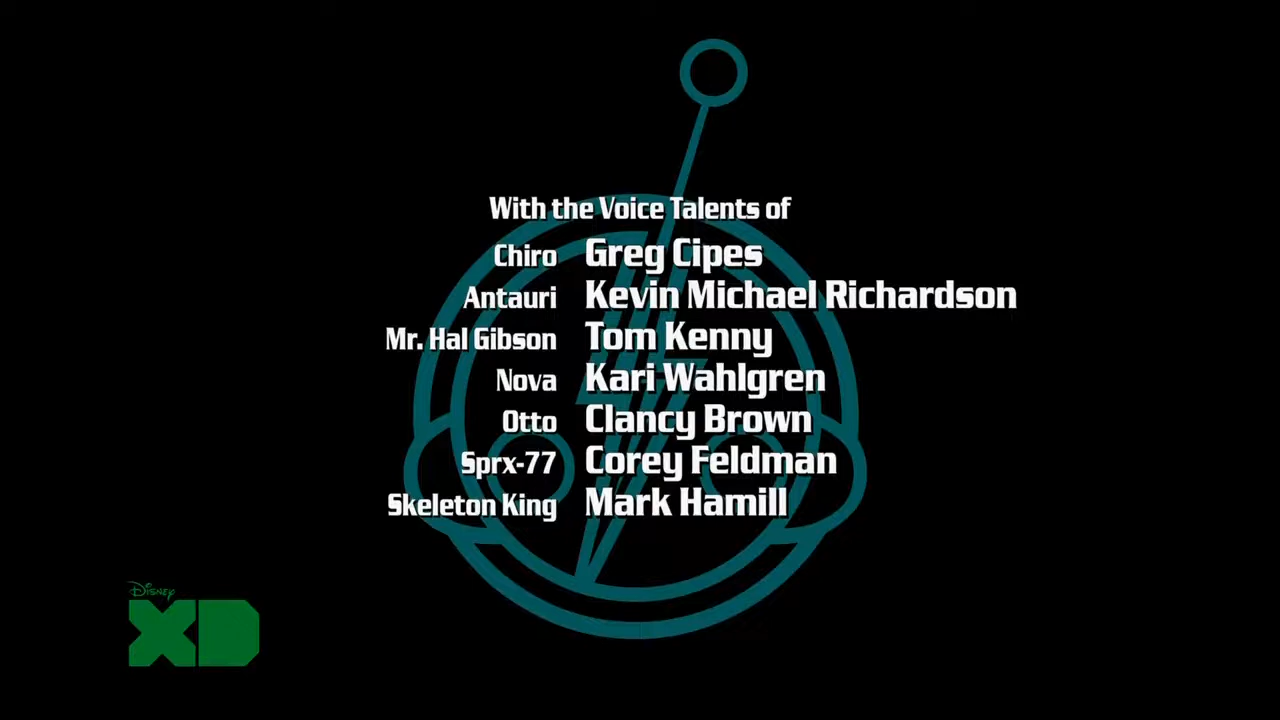 With the Voice Talents of
Chiro Greg Cipes
Antauri Kevin Michael Richardson
Mr. Hal Gibson Tom Kenny
Nova Kari Wahlgren
Otto Clancy Brown
Sprx-77 Corey Feldman
Skeleton King Mark Hamill
Disney
XD